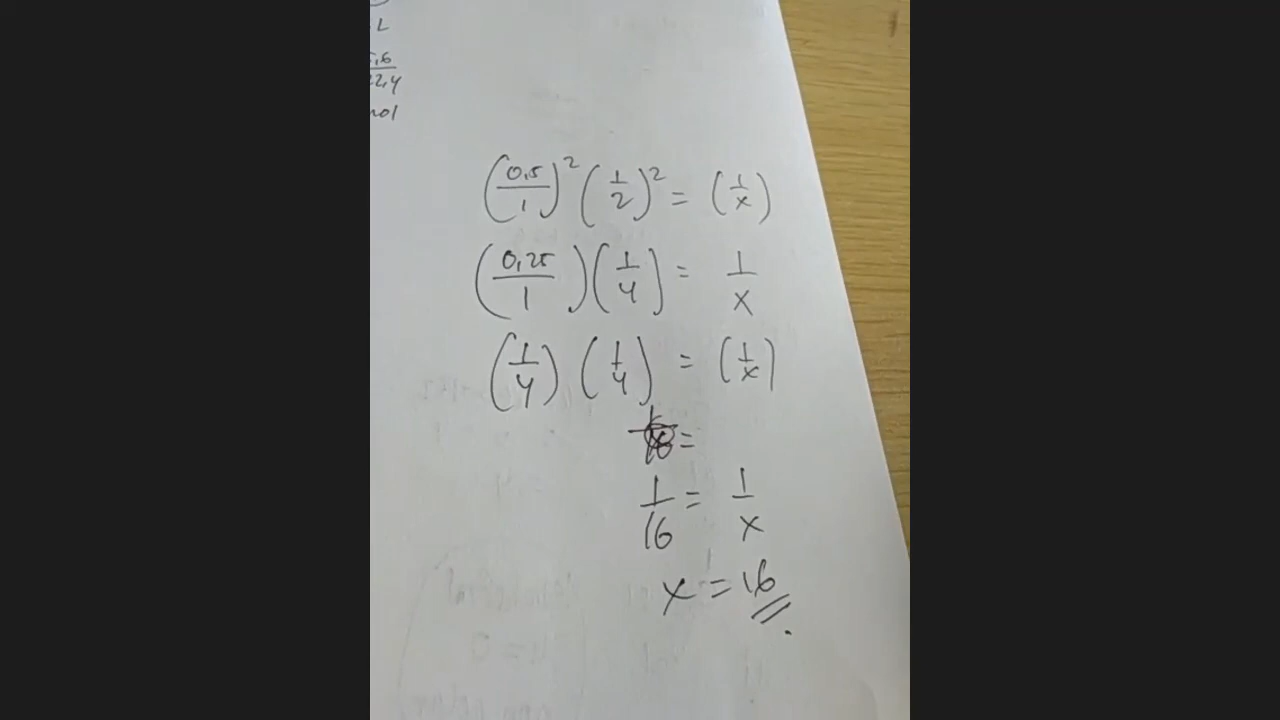 L
5,6
22,4
mol
(0,5/1)² (1/2)² = (1/x)
(0,25/1) (1/4) = 1/x
(1/4) (1/4) = (1/x)
=
1/16 = 1/x
x = 16